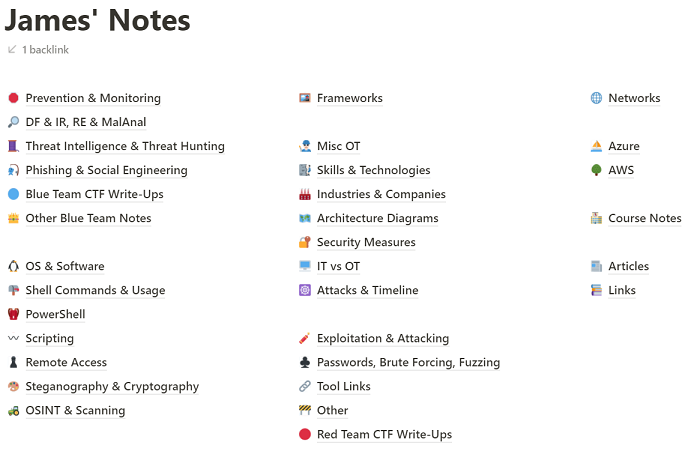 James' Notes
1 backlink
Prevention & Monitoring
DF & IR, RE & MalAnal
Threat Intelligence & Threat Hunting
Phishing & Social Engineering
Blue Team CTF Write-Ups
Other Blue Team Notes
OS & Software
Shell Commands & Usage
PowerShell
Scripting
Remote Access
Steganography & Cryptography
OSINT & Scanning
Frameworks
Misc OT
Skills & Technologies
Industries & Companies
Architecture Diagrams
Security Measures
IT vs OT
Attacks & Timeline
Exploitation & Attacking
Passwords, Brute Forcing, Fuzzing
Tool Links
Other
Red Team CTF Write-Ups
Networks
Azure
AWS
Course Notes
Articles
Links